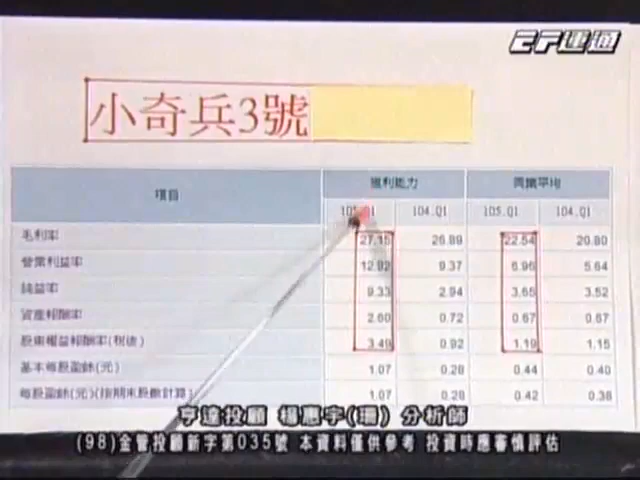 EF運通
小奇兵3號
項目 獲利能力 同業平均
105.Q1 104.Q1 105.Q1 104.Q1
毛利率 27.15 26.89 22.54 20.80
營業利益率 12.82 9.37 6.96 5.64
純益率 9.33 2.94 3.65 3.52
資產報酬率 2.60 0.72 0.67 0.67
股東權益報酬率(稅後) 3.49 0.92 1.19 1.15
基本每股盈餘(元) 1.07 0.28 0.44 0.40
每股盈餘(元)(按期末股數計算) 1.07 0.28 0.42 0.38
亨達投顧 楊惠宇(珊) 分析師
(98)金管投顧新字第035號 本資料僅供參考 投資時應審慎評估